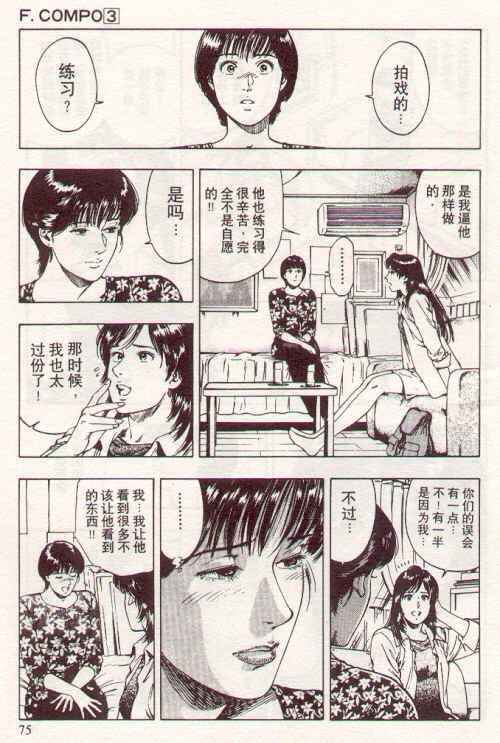 F. COMPO 3
拍戏的…
练习？
是我逼他
那样做
的．
………
他也练习得
很辛苦．完
全不是自愿
的!!
是吗…
那时候，
我也太
过份了！
你们的误会
有一点…
不！有一半
是因为我…
不过…
………
我…我让他
看到很多不
该让他看到
的东西!!
75